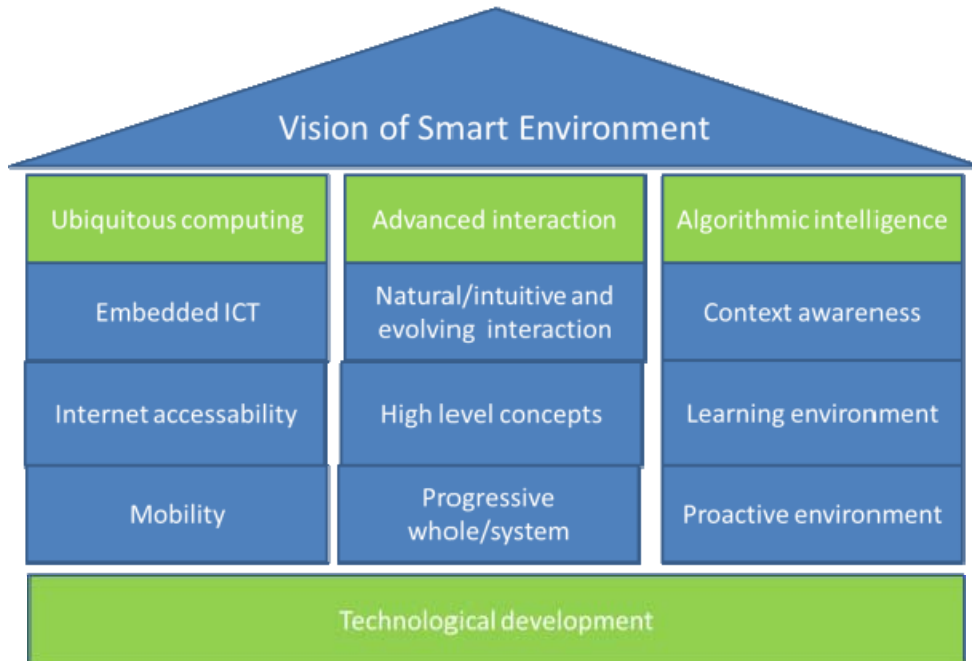 Vision of Smart Environment
Ubiquitous computing
Embedded ICT
Internet accessability
Mobility
Advanced interaction
Natural/intuitive and
evolving interaction
High level concepts
Progressive
whole/system
Algorithmic intelligence
Context awareness
Learning environment
Proactive environment
Technological development